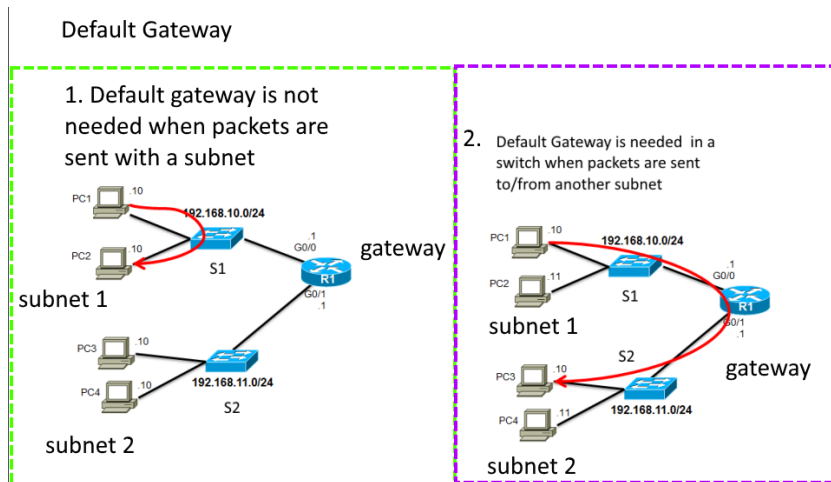 Default Gateway
1. Default gateway is not
needed when packets are
sent with a subnet
PC1
.10
192.168.10.0/24
PC2
.10
S1
.1
G0/0
gateway
R1
subnet 1
G0/1
.1
PC3
.10
PC4
.10
192.168.11.0/24
S2
subnet 2
2. Default Gateway is needed in a
switch when packets are sent
to/from another subnet
PC1
.10
192.168.10.0/24
PC2
.11
S1
.1
G0/0
R1
subnet 1
G0/1
.1
S2
gateway
PC3
.10
PC4
.11
192.168.11.0/24
subnet 2